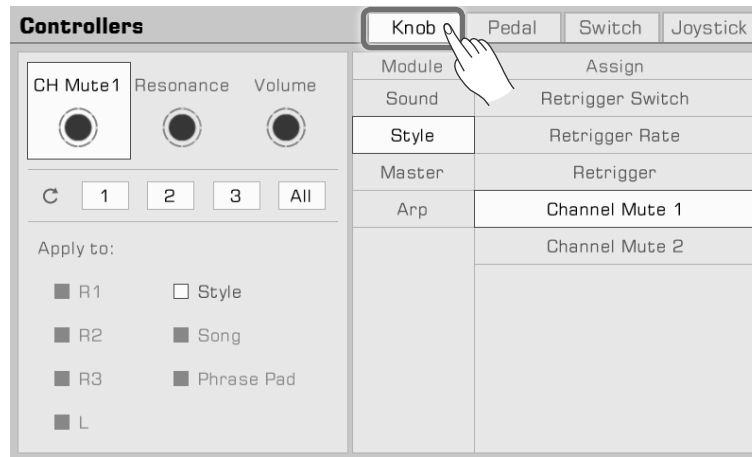 Controllers
Knob Pedal Switch Joystick
CH Mute1 Resonance Volume
1 2 3 All
Apply to:
R1 Style
R2 Song
R3 Phrase Pad
L
Module Assign
Sound Retrigger Switch
Style Retrigger Rate
Master Retrigger
Arp Channel Mute 1
Channel Mute 2